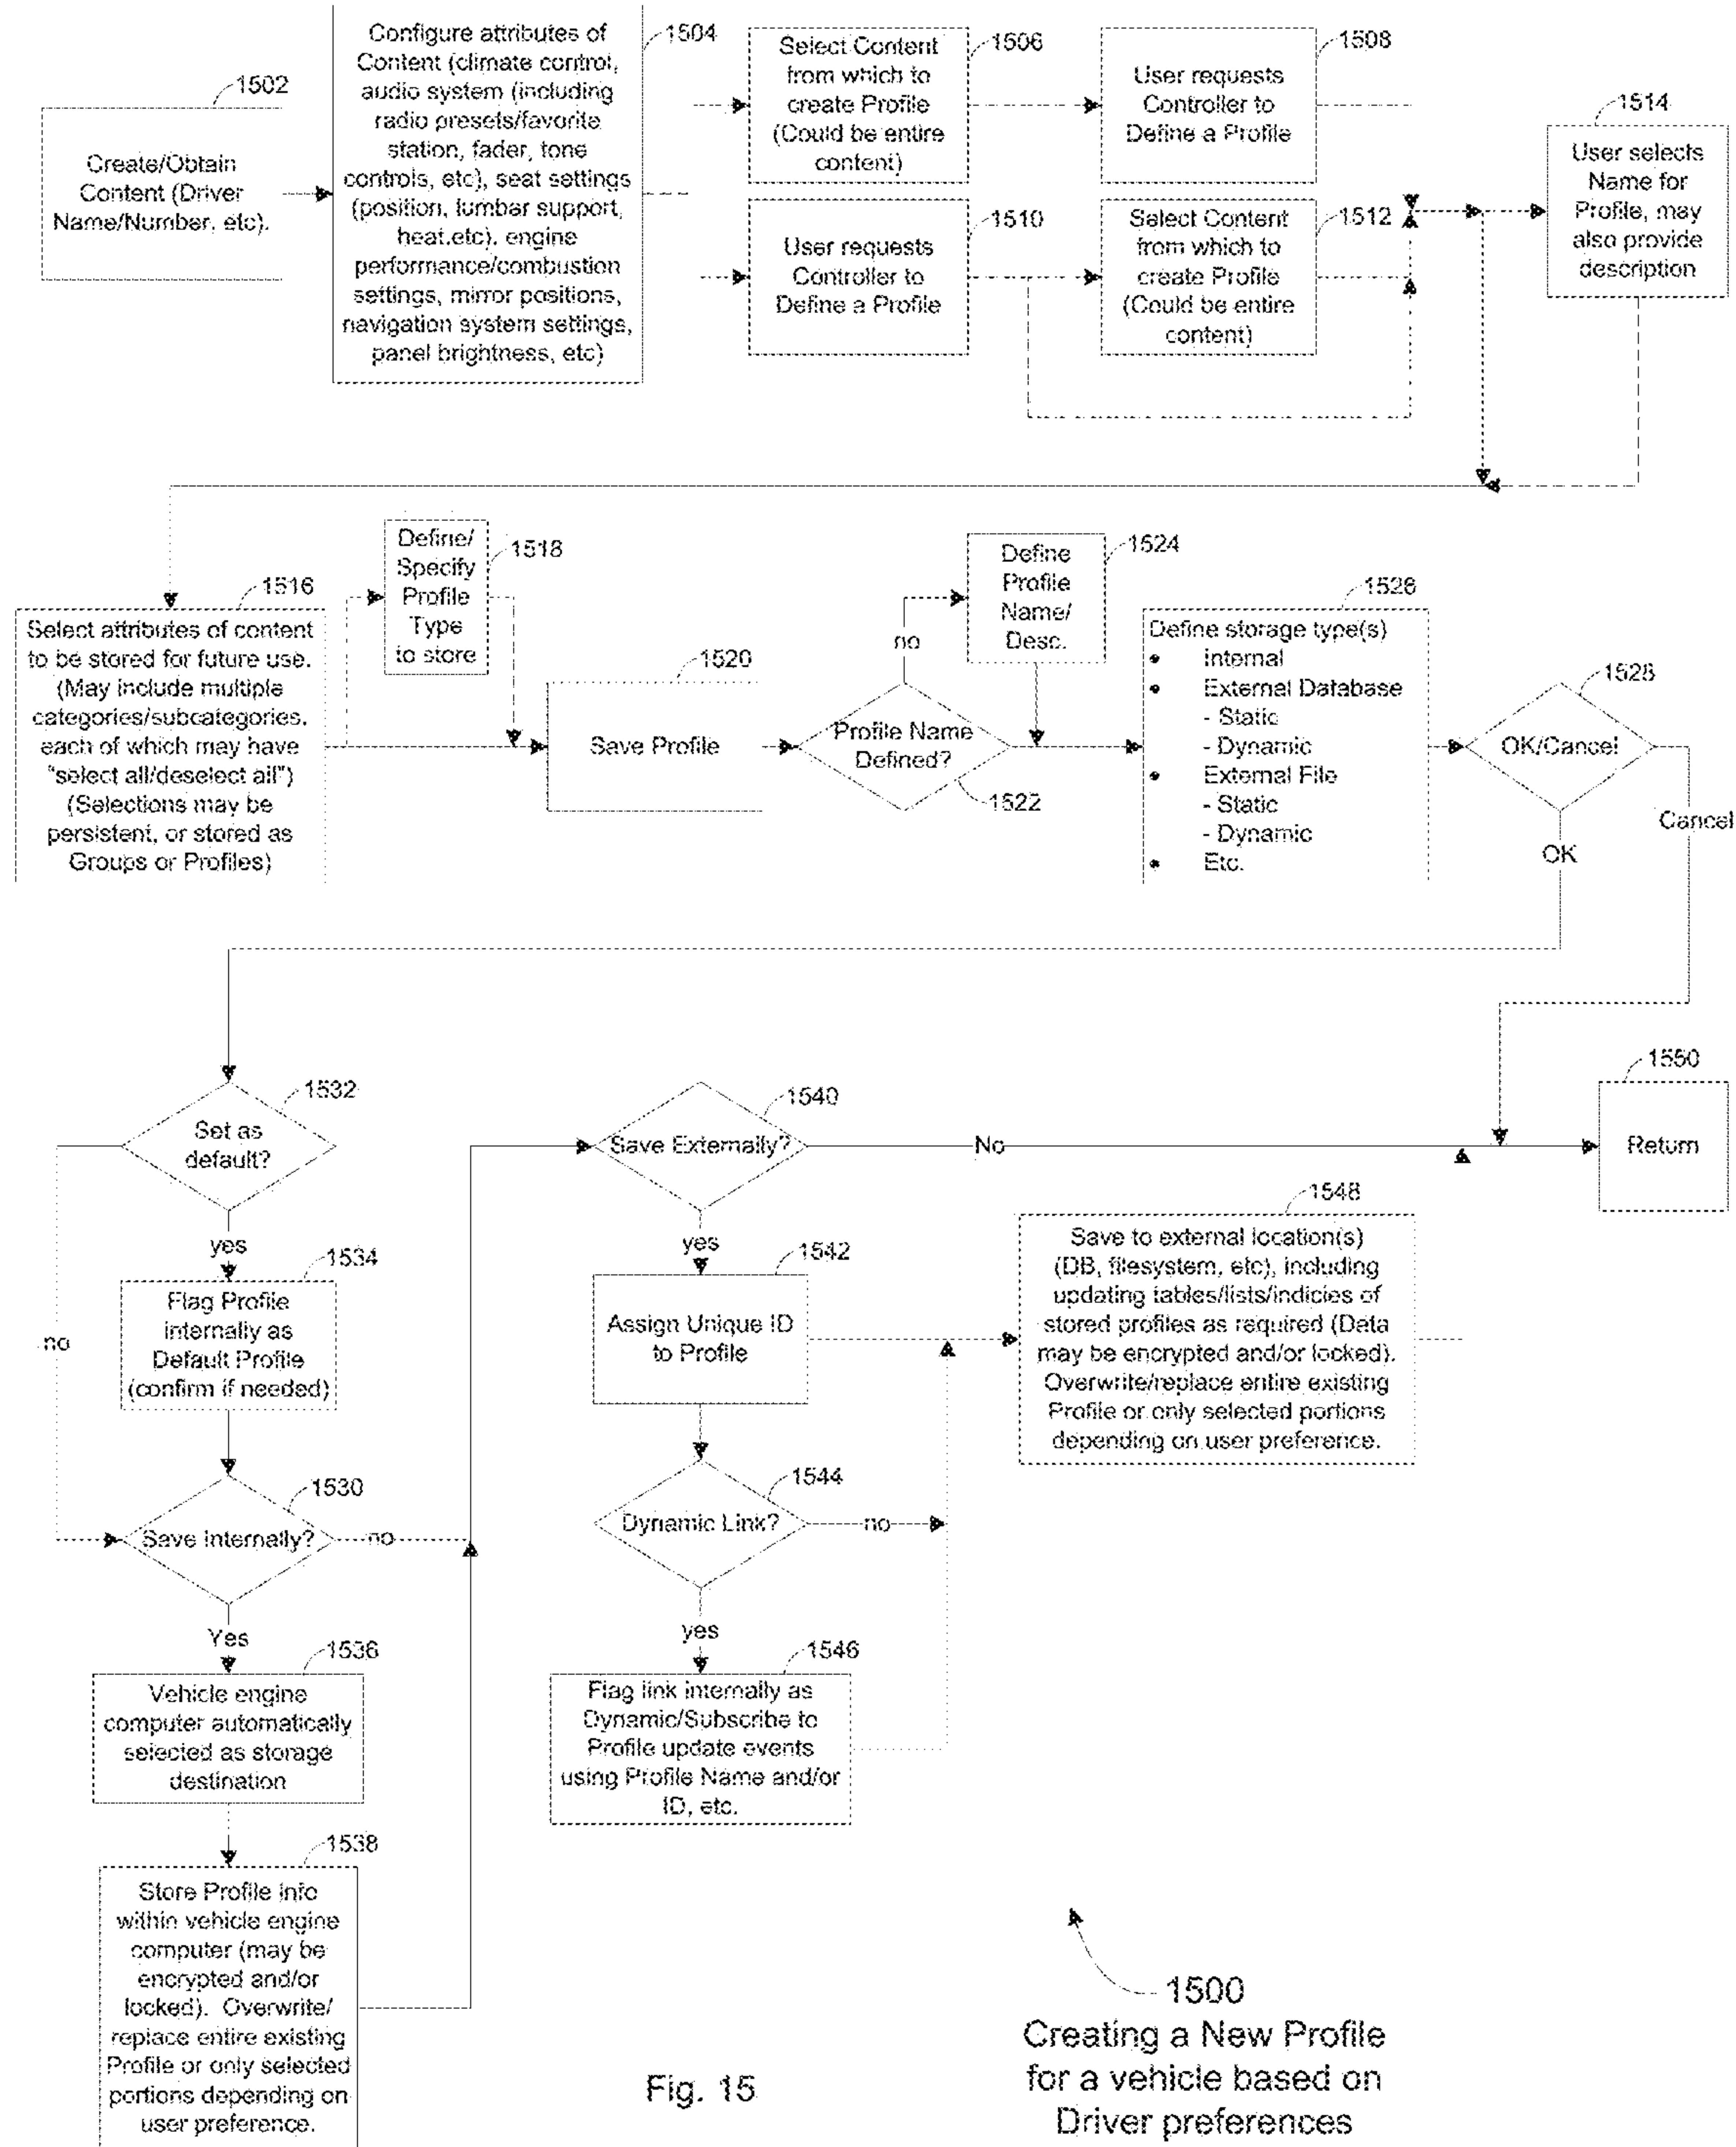 1502
Create/Obtain
Content (Driver
Name/Number, etc).
1504
Configure attributes of
Content (climate control,
audio system (including
radio presets/favorite
station, fader, tone
controls, etc), seat settings
(position, lumbar support,
heat.etc). engine
performance/combustion
settings, mirror positions,
navigation system settings,
panel brightness, etc)
1506
Select Content
from which to
create Profile
(Could be entire
content)
1508
User requests
Controller to
Define a Profile
1510
User requests
Controller to
Define a Profile
1512
Select Content
from which to
create Profile
(Could be entire
content)
1514
User selects
Name for
Profile, may
also provide
description
1516
Select attributes of content
to be stored for future use.
(May include multiple
categories/subcategories,
each of which may have
"select all/deselect all")
(Selections may be
persistent, or stored as
Groups or Profiles)
1518
Define/
Specify
Profile
Type
to store
1520
Save Profile
Profile Name
Defined?
1522
no
1524
Define
Profile
Name/
Desc.
1526
Define storage type(s)
• Internal
• External Database
- Static
- Dynamic
• External File
- Static
- Dynamic
• Etc.
1528
OK/Cancel
Cancel
OK
1532
Set as
default?
yes
no
1534
Flag Profile
internally as
Default Profile
(confirm if needed)
1530
Save Internally?
no
Yes
1536
Vehicle engine
computer automatically
selected as storage
destination
1538
Store Profile info
within vehicle engine
computer (may be
encrypted and/or
locked). Overwrite/
replace entire existing
Profile or only selected
portions depending on
user preference.
1540
Save Externally?
No
yes
1542
Assign Unique ID
to Profile
1544
Dynamic Link?
no
yes
1546
Flag link internally as
Dynamic/Subscribe to
Profile update events
using Profile Name and/or
ID, etc.
1548
Save to external location(s)
(DB, filesystem, etc), including
updating tables/lists/indicies of
stored profiles as required (Data
may be encrypted and/or locked).
Overwrite/replace entire existing
Profile or only selected portions
depending on user preference.
1550
Return
Fig. 15
1500
Creating a New Profile
for a vehicle based on
Driver preferences